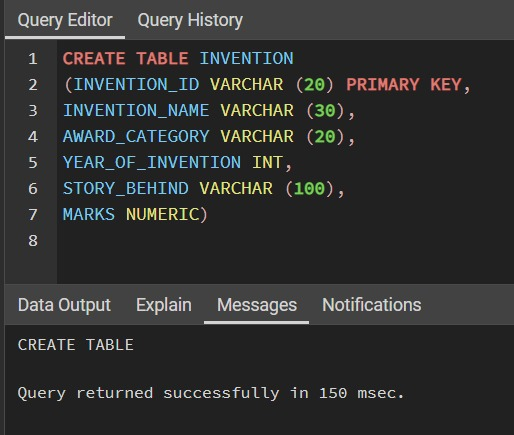 Query Editor Query History
1 CREATE TABLE INVENTION
2 (INVENTION_ID VARCHAR (20) PRIMARY KEY,
3 INVENTION_NAME VARCHAR (30),
4 AWARD_CATEGORY VARCHAR (20),
5 YEAR_OF_INVENTION INT,
6 STORY_BEHIND VARCHAR (100),
7 MARKS NUMERIC)
8
Data Output Explain Messages Notifications
CREATE TABLE
Query returned successfully in 150 msec.